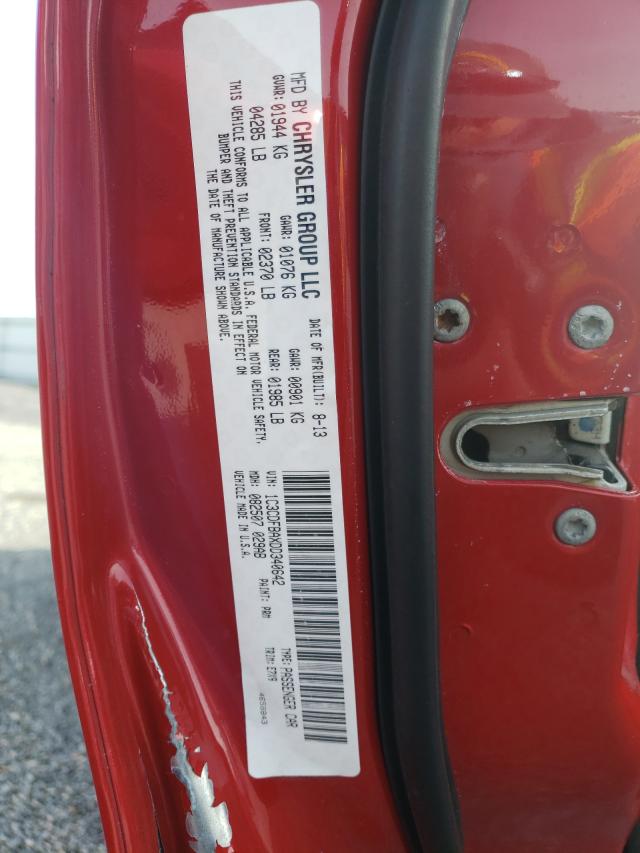 MFD BY CHRYSLER GROUP LLC DATE OF MFR(BUILT): 8-13
GVWR: 01944 KG GAWR: 01076 KG GAWR: 00901 KG
04285 LB FRONT: 02370 LB REAR: 01985 LB
THIS VEHICLE CONFORMS TO ALL APPLICABLE U.S.A. FEDERAL MOTOR VEHICLE SAFETY,
BUMPER AND THEFT PREVENTION STANDARDS IN EFFECT ON
THE DATE OF MANUFACTURE SHOWN ABOVE.
VIN: 1C3CDFBAXDD340642 TYPE: PASSENGER CAR
MDH: 082507 029AB PAINT: PRM TRIM: E7X9
VEHICLE MADE IN U.S.A.